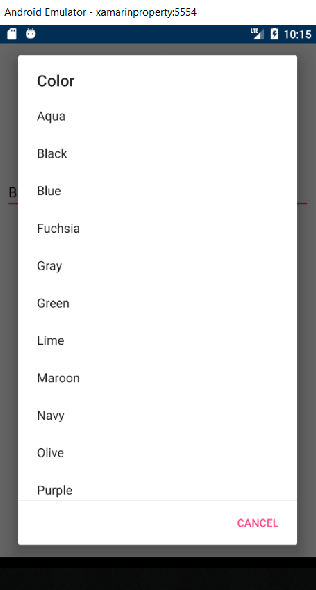 Android Emulator - xamarinproperty:5554
LTE 10:15
Color
Aqua
Black
B
Blue
Fuchsia
Gray
Green
Lime
Maroon
Navy
Olive
Purple
CANCEL